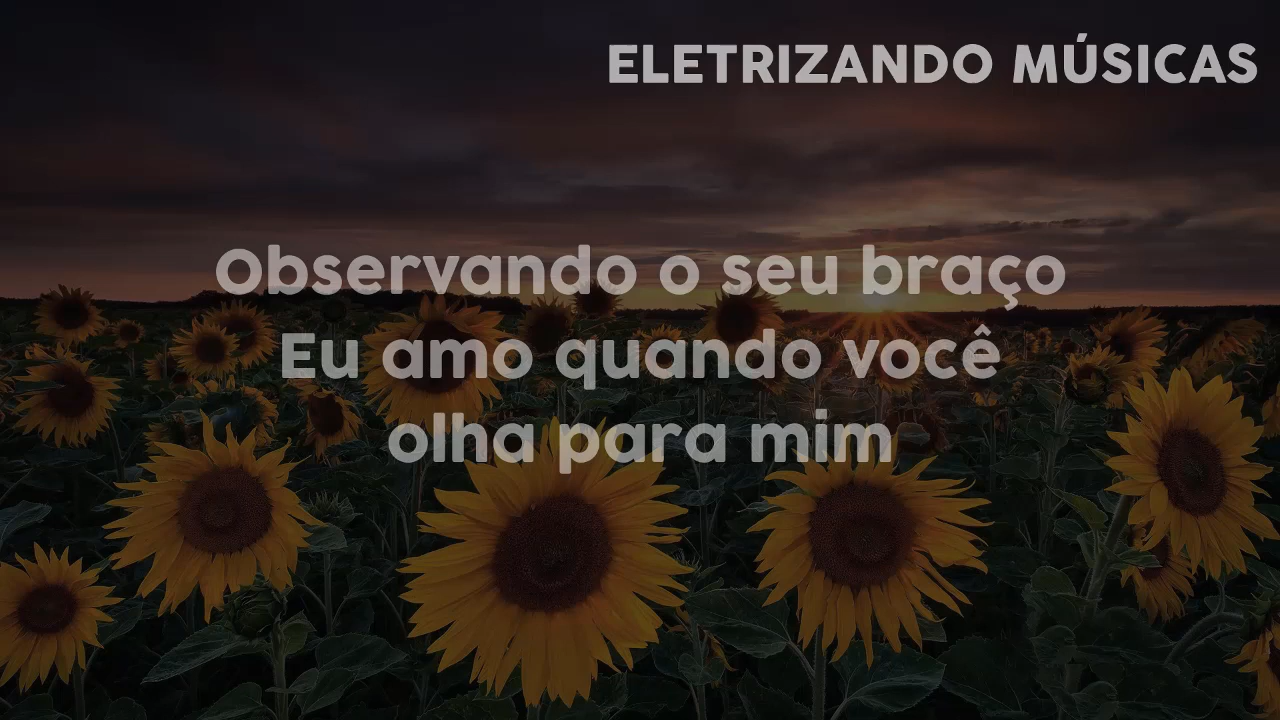 ELETRIZANDO MÚSICAS
Observando o seu braço
Eu amo quando você
olha para mim